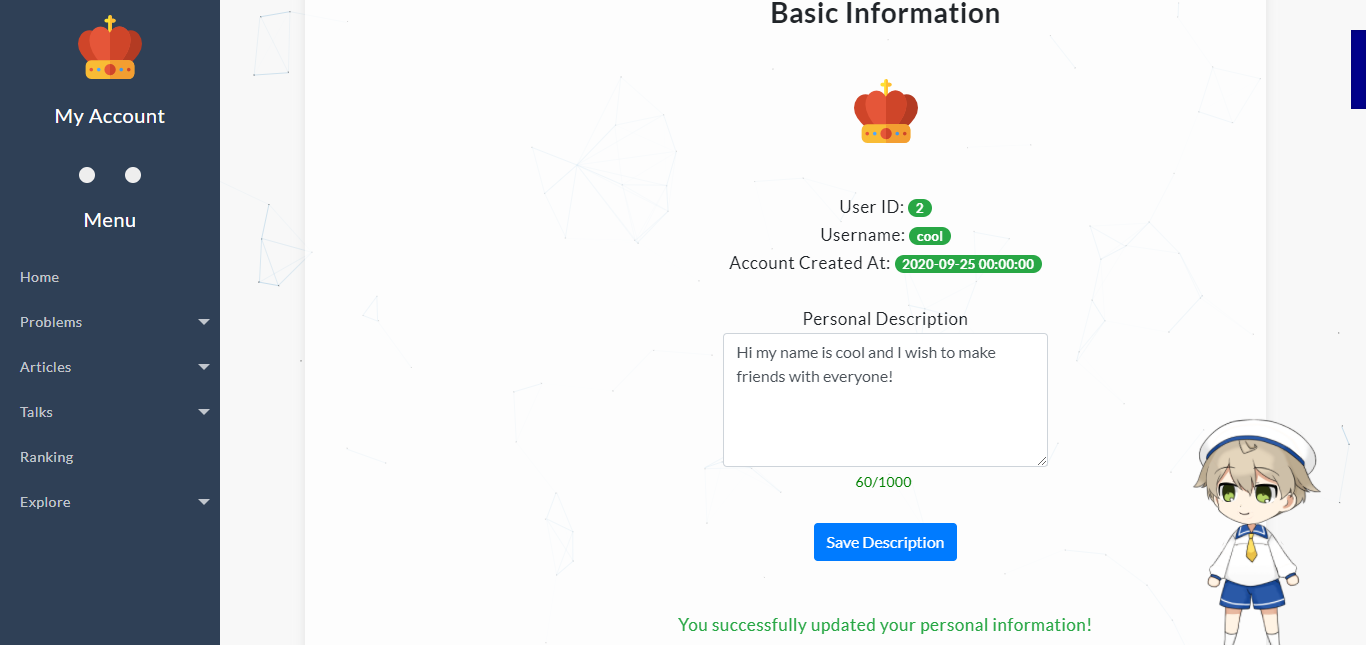 My Account
Menu
Home
Problems
Articles
Talks
Ranking
Explore
Basic Information
User ID: 2
Username: cool
Account Created At: 2020-09-25 00:00:00
Personal Description
Hi my name is cool and I wish to make
friends with everyone!
60/1000
Save Description
You successfully updated your personal information!